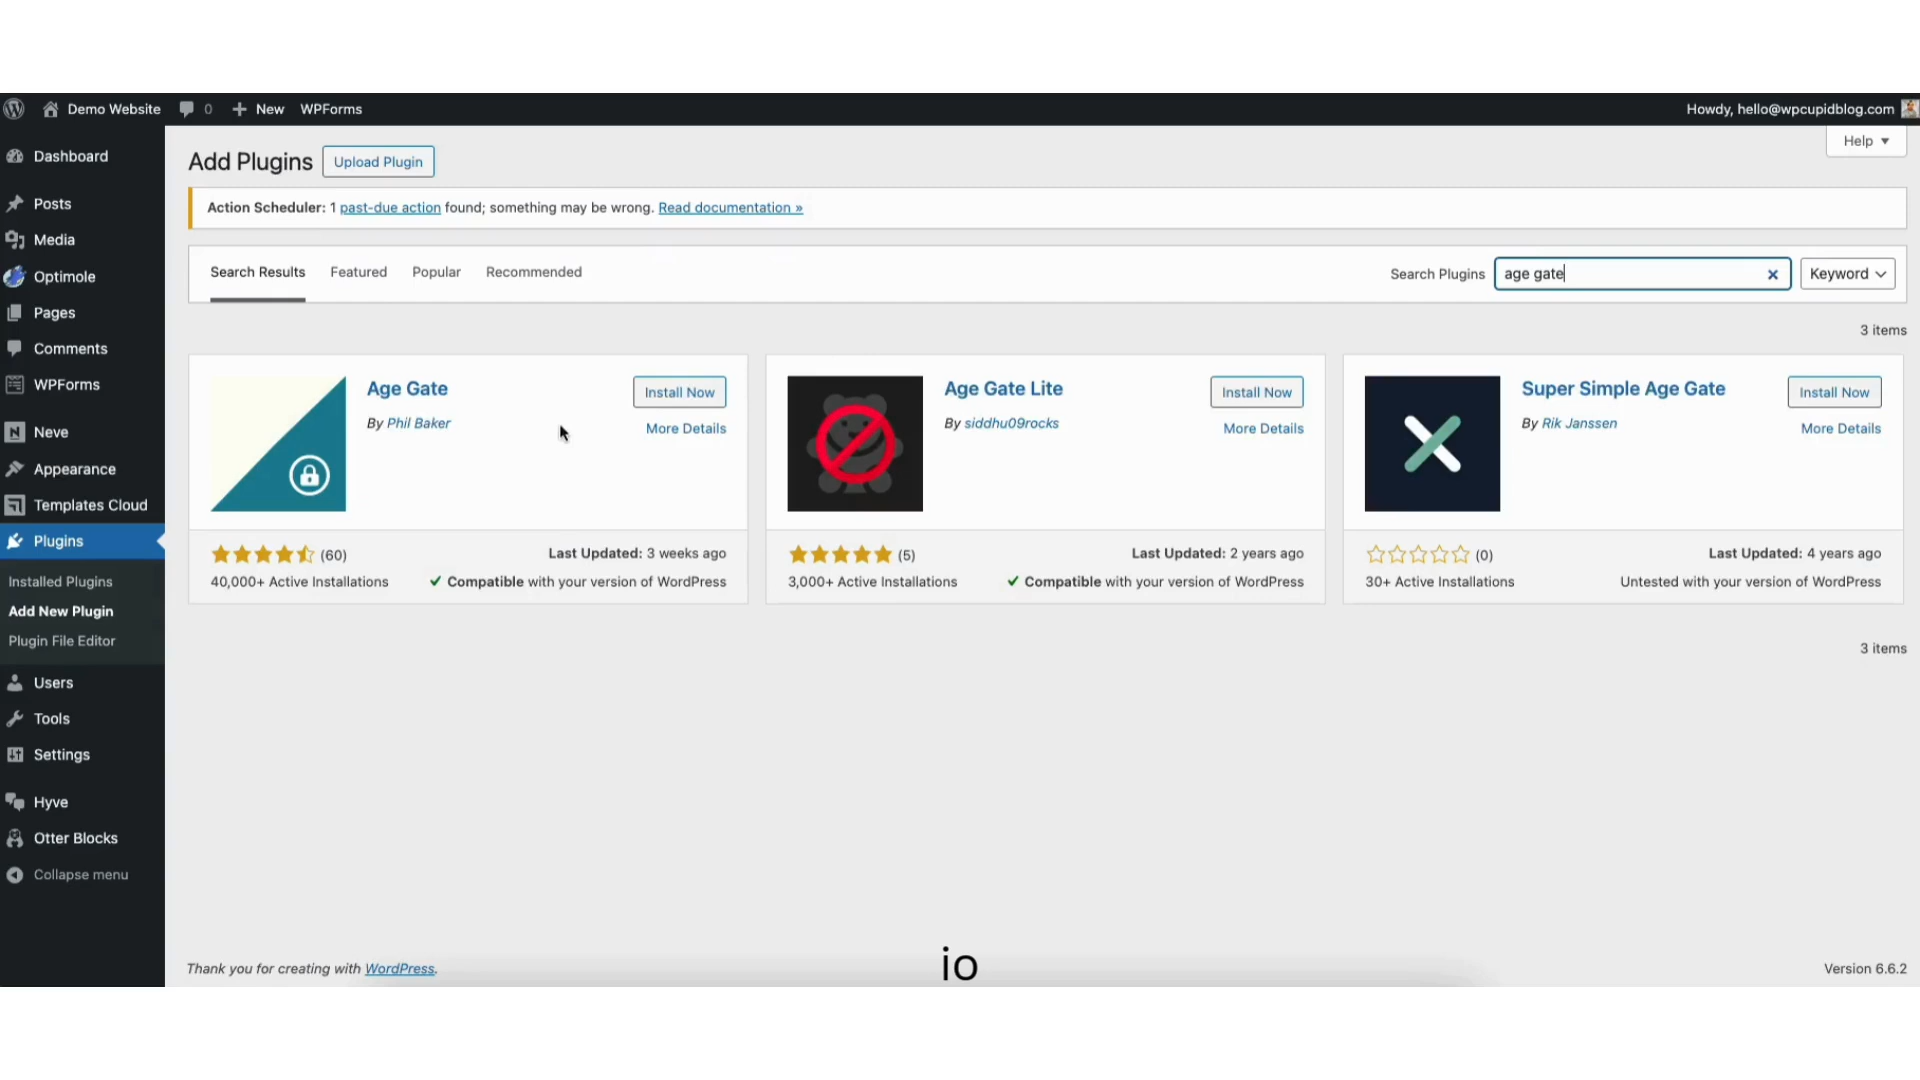 Demo Website 0 New WPForms Howdy, hello@wpcupidblog.com
Help
Dashboard
Posts
Media
Optimole
Pages
Comments
WPForms
Neve
Appearance
Templates Cloud
Plugins
Installed Plugins
Add New Plugin
Plugin File Editor
Users
Tools
Settings
Hyve
Otter Blocks
Collapse menu
Add Plugins Upload Plugin
Action Scheduler: 1 past-due action found; something may be wrong. Read documentation »
Search Results Featured Popular Recommended Search Plugins age gate Keyword
3 items
Age Gate Install Now
By Phil Baker More Details
(60) Last Updated: 3 weeks ago
40,000+ Active Installations Compatible with your version of WordPress
Age Gate Lite Install Now
By siddhu09rocks More Details
(5) Last Updated: 2 years ago
3,000+ Active Installations Compatible with your version of WordPress
Super Simple Age Gate Install Now
By Rik Janssen More Details
(0) Last Updated: 4 years ago
30+ Active Installations Untested with your version of WordPress
3 items
io
Thank you for creating with WordPress. Version 6.6.2